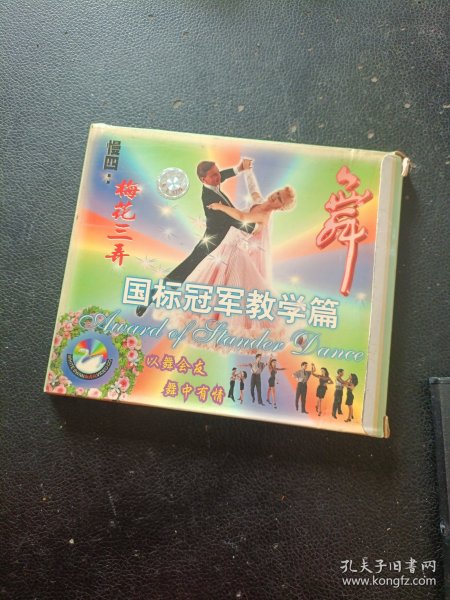 慢四:
梅花三弄
舞
国标冠军教学篇
Award of Stander Dance
以舞会友
舞中有情
孔夫子旧书网
www.kongfz.com